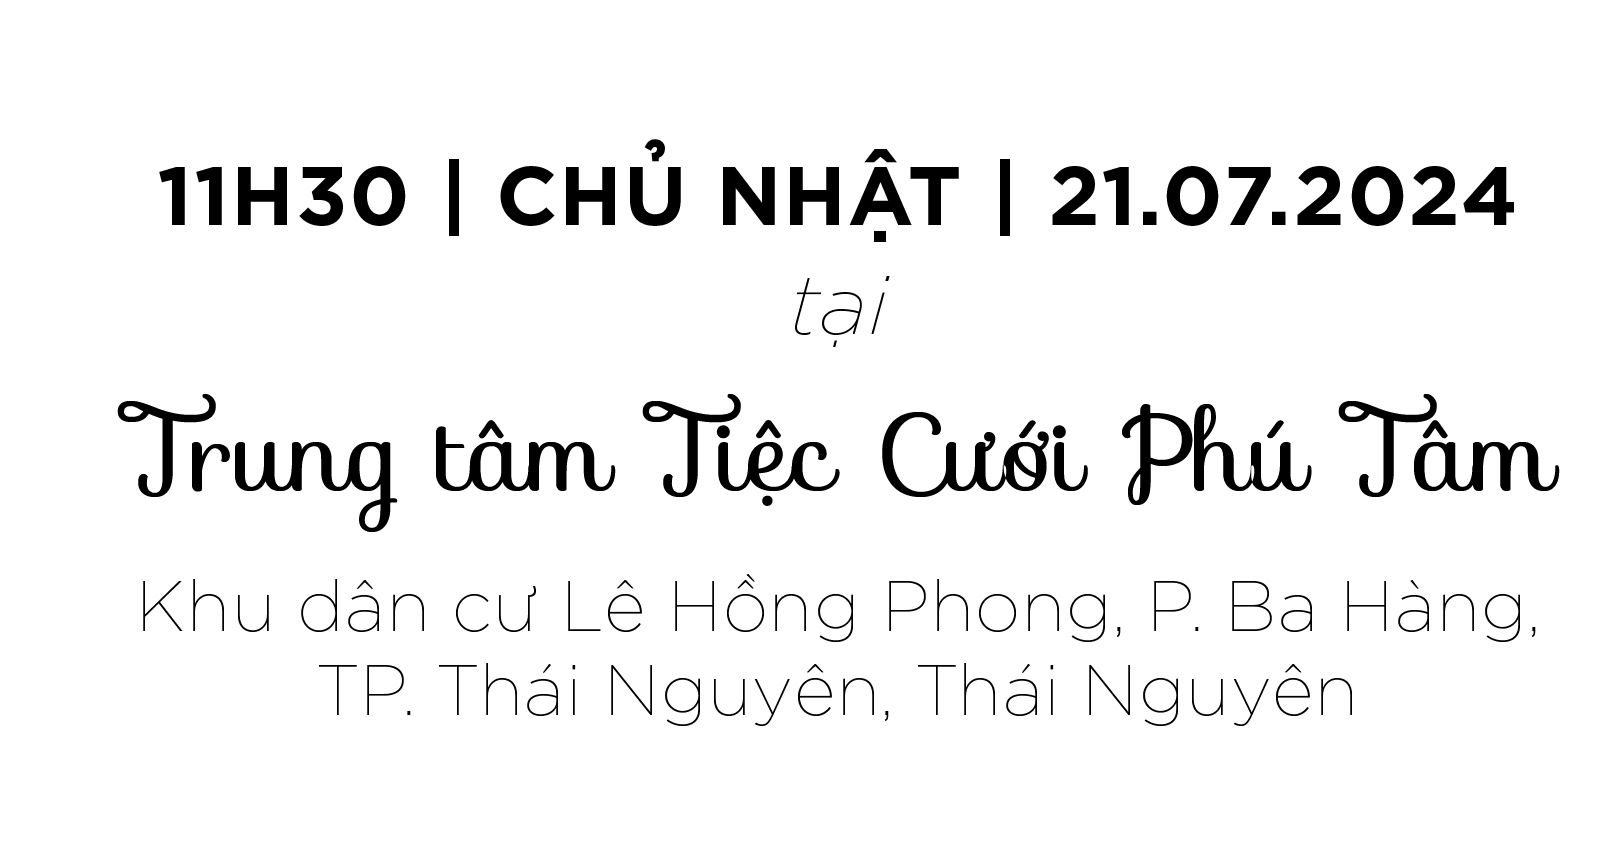 11H30 | CHỦ NHẬT | 21.07.2024
tại
Trung tâm Tiệc Cưới Phú Tâm
Khu dân cư Lê Hồng Phong, P. Ba Hàng,
TP. Thái Nguyên, Thái Nguyên